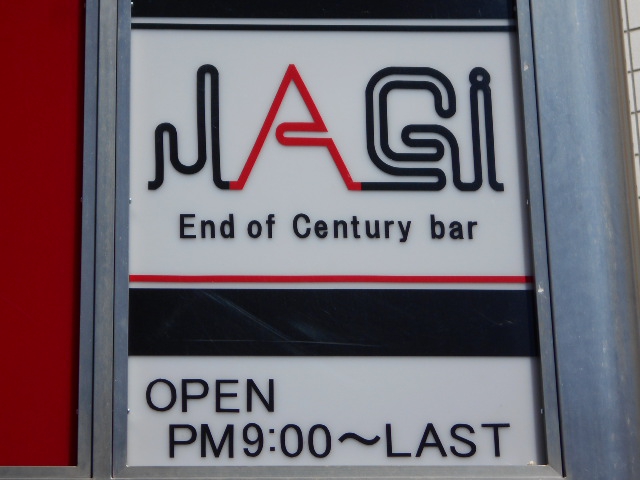 JAGi
End of Century bar
OPEN
PM9:00～LAST